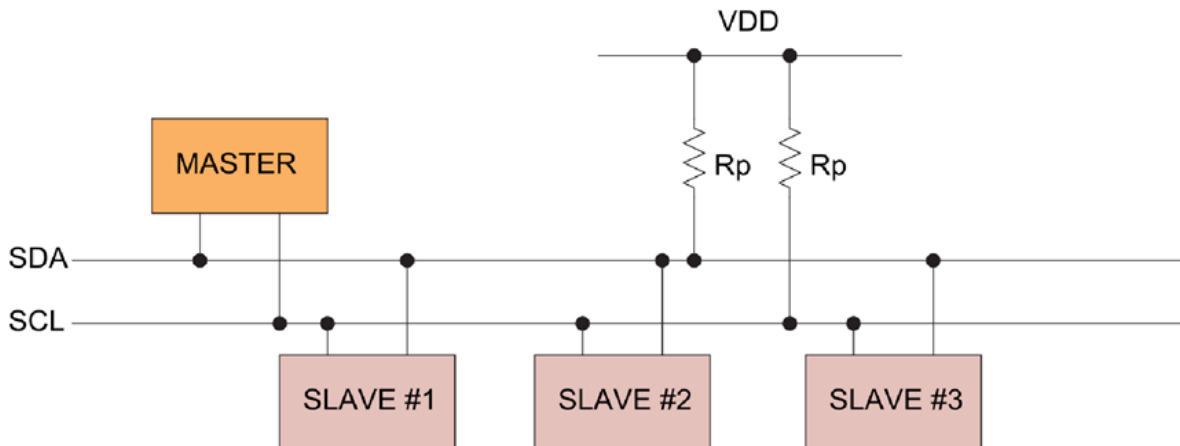 VDD
MASTER
Rp
Rp
SDA
SCL
SLAVE #1
SLAVE #2
SLAVE #3